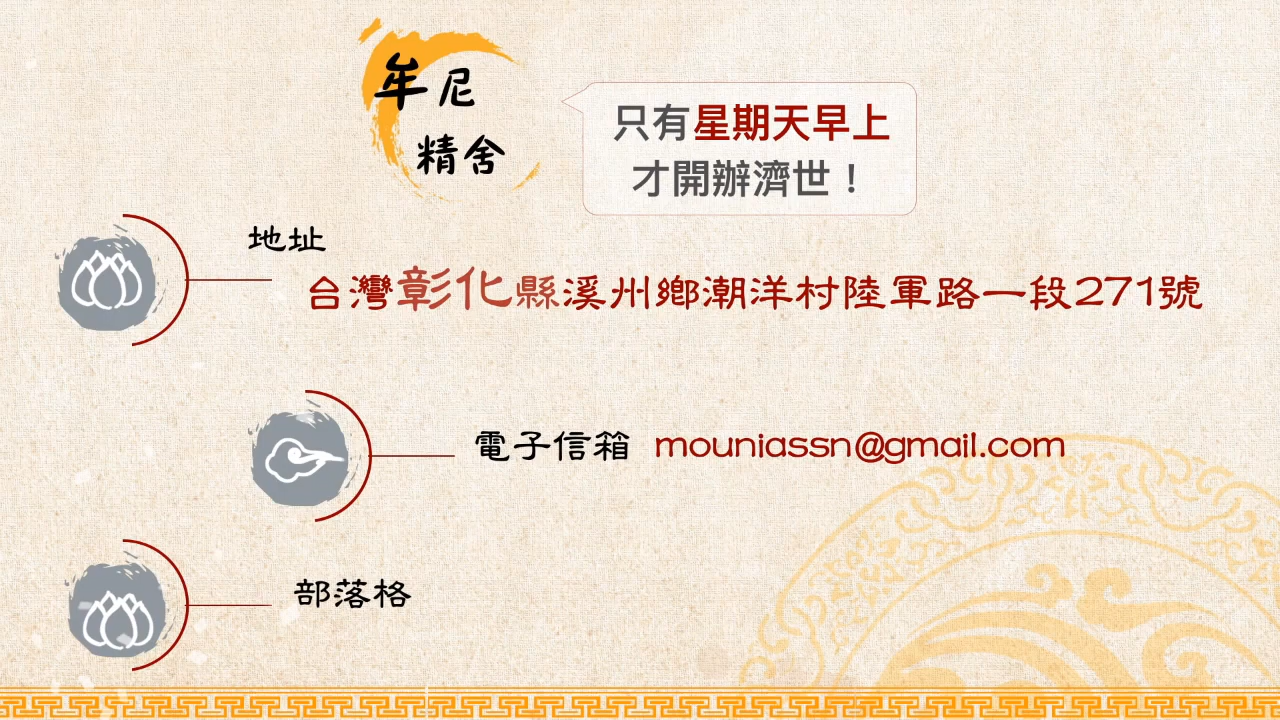 牟尼
精舍
只有星期天早上
才開辦濟世！
地址
台灣彰化縣溪州鄉潮洋村陸軍路一段271號
電子信箱 mouniassn@gmail.com
部落格